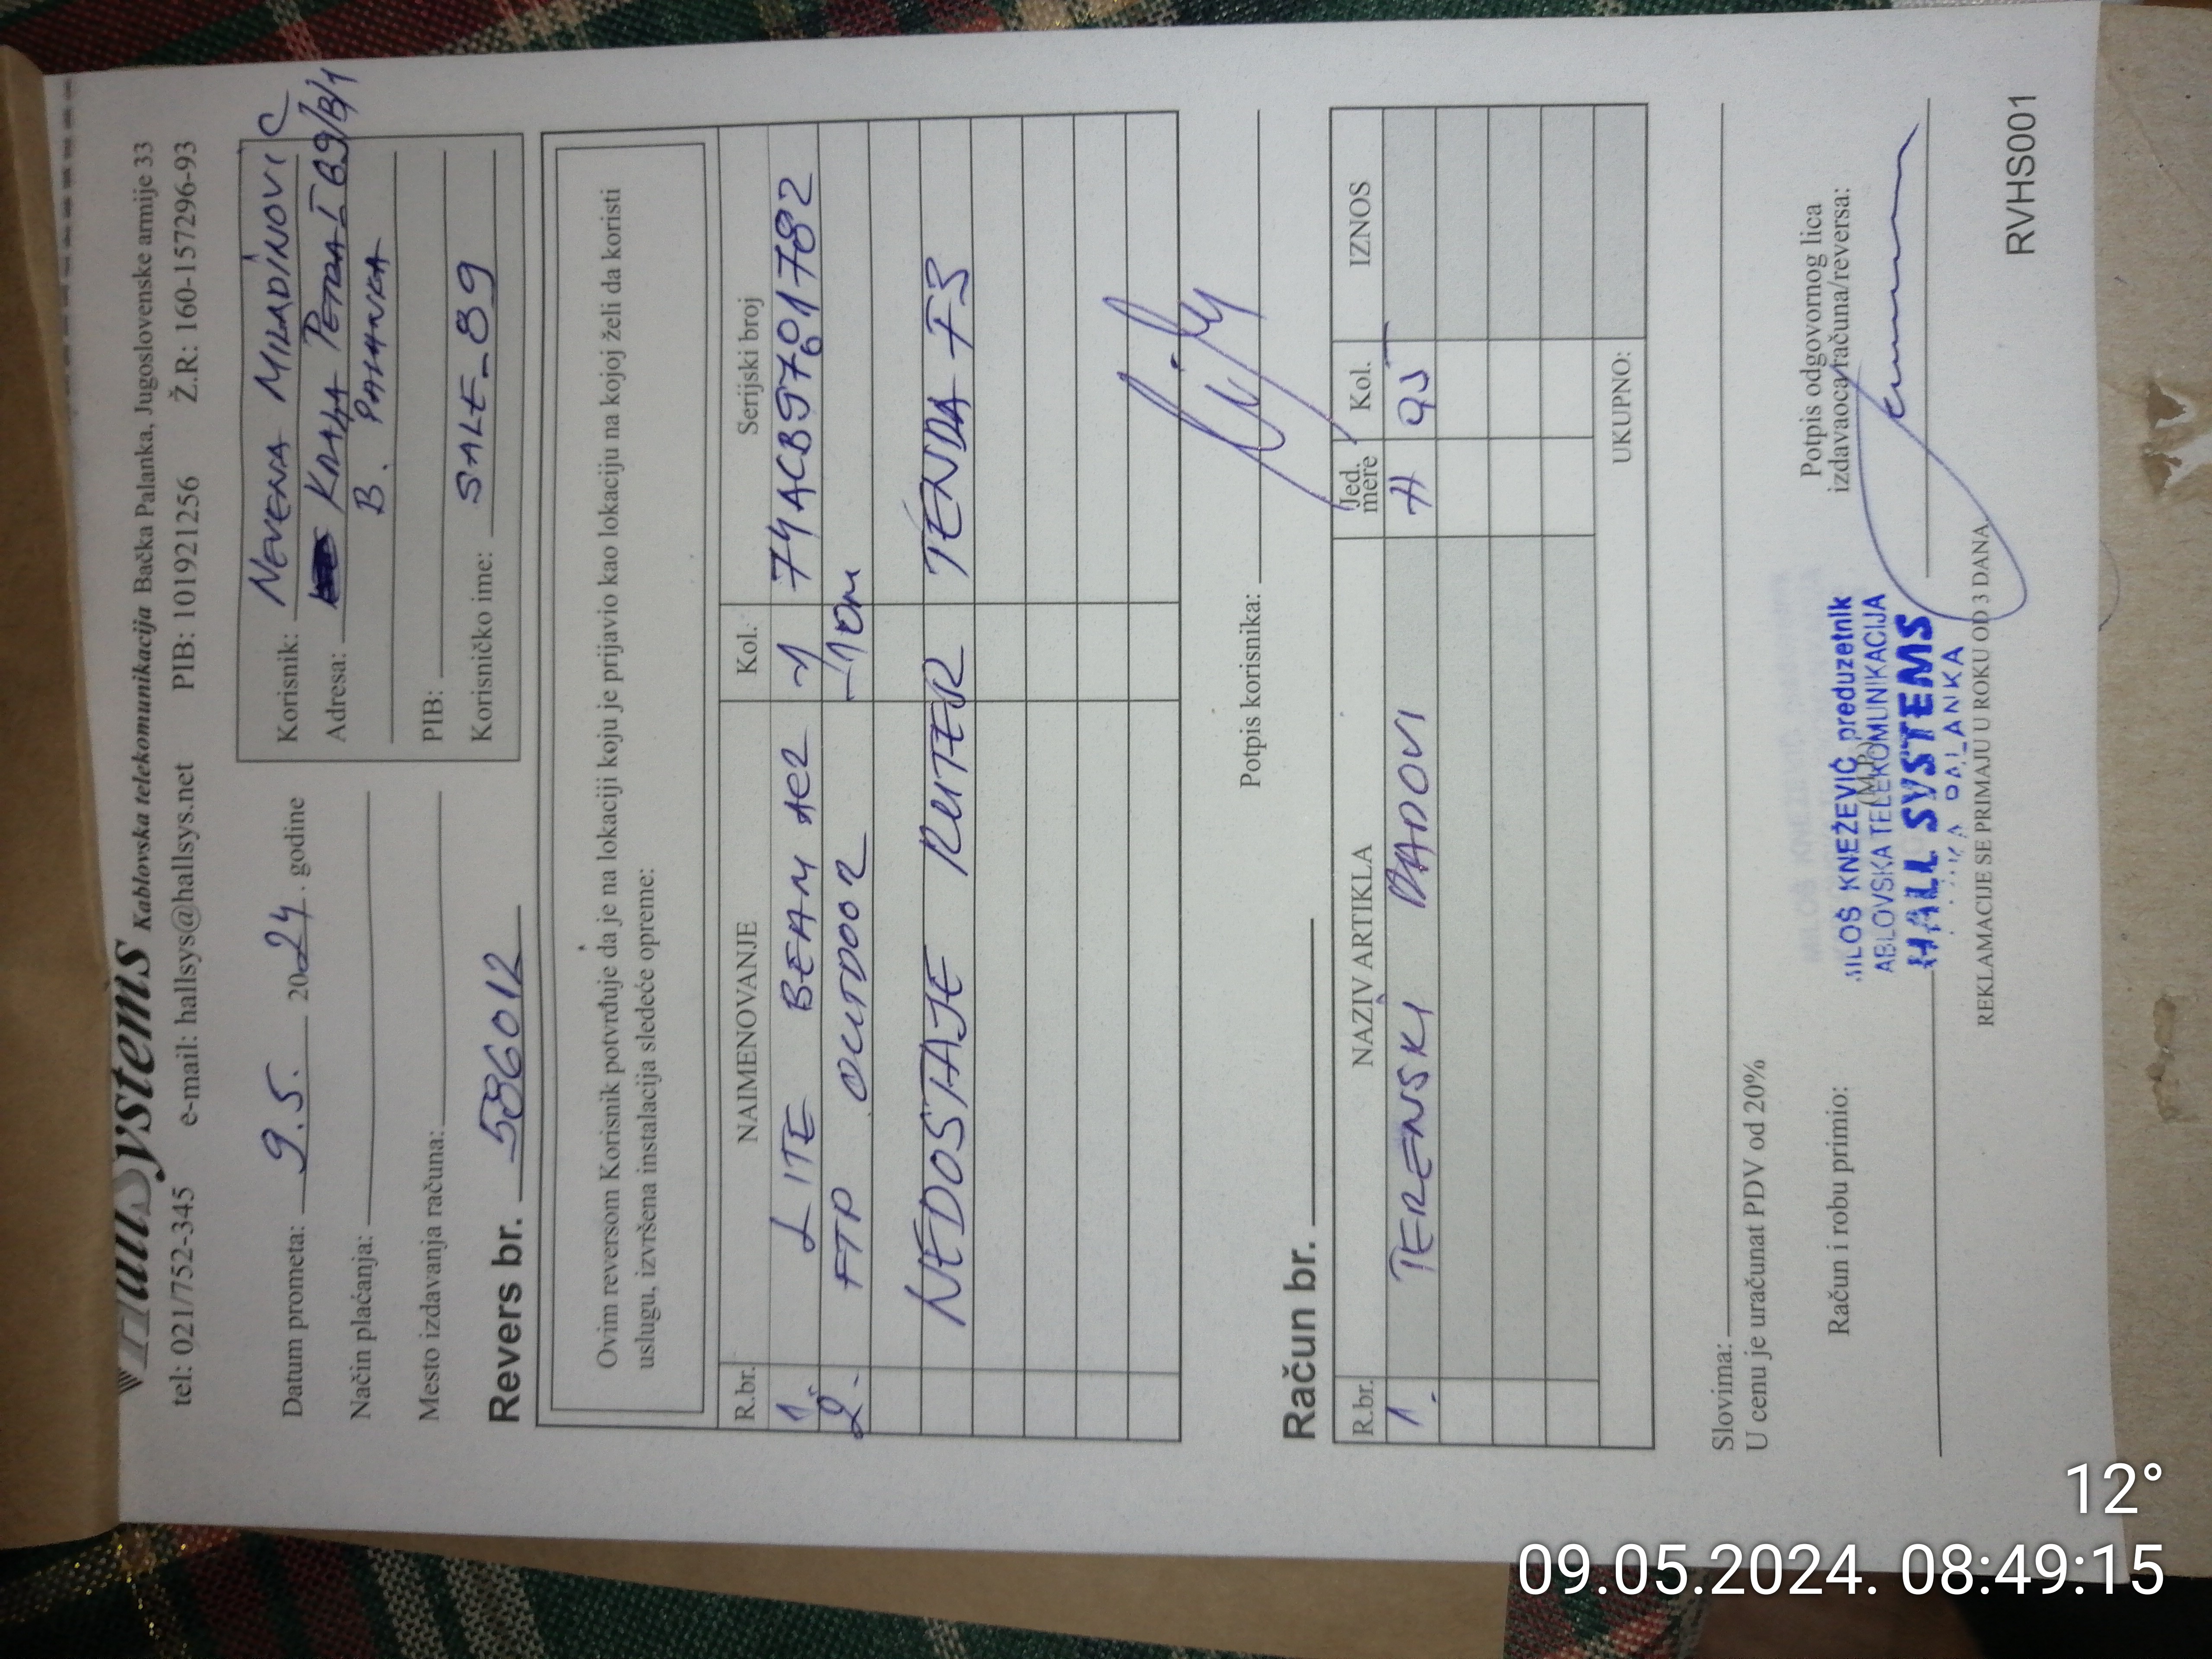 HallSystems Kablovska telekomunikacija Bačka Palanka, Jugoslovenske armije 33
tel: 021/752-345 e-mail: hallsys@hallsys.net PIB: 101921256 Ž.R: 160-157296-93
Datum prometa: 9.5. 2024. godine
Način plaćanja:
Mesto izdavanja računa:
Korisnik: NEVENA MILADINOVIC
Adresa: KRALJA PETRA I 89/B/1
B. PALANKA
PIB:
Korisničko ime: SALE_89
Revers br. 586012
Ovim reversom Korisnik potvrđuje da je na lokaciji koju je prijavio kao lokaciju na kojoj želi da koristi
uslugu, izvršena instalacija sledeće opreme:
R.br. NAIMENOVANJE Kol. Serijski broj
1. LITE BEAM AC2 1
2. FTP OUTDOOR 10m
NEDOSTAJE RUTER TENDA F3
Potpis korisnika:
Račun br.
R.br. NAZIV ARTIKLA Jed. mere Kol. IZNOS
1. TERENSKI RADOVI H 0,5
UKUPNO:
Slovima:
U cenu je uračunat PDV od 20%
Račun i robu primio:
Potpis odgovornog lica
izdavaoca računa/reversa:
(M.P.)
MILOŠ KNEŽEVIĆ preduzetnik
KABLOVSKA TELEKOMUNIKACIJA
HALL SYSTEMS
BAČKA PALANKA
REKLAMACIJE SE PRIMAJU U ROKU OD 3 DANA
RVHS001
12°
09.05.2024. 08:49:15